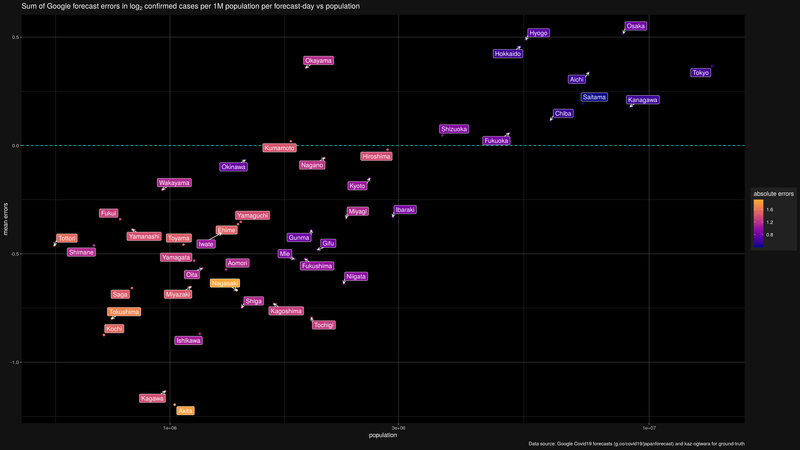 Sum of Google forecast errors in log₂ confirmed cases per 1M population per forecast-day vs population
Osaka
Hyogo
Hokkaido
Okayama
Tokyo
Aichi
Saitama
Kanagawa
Chiba
Shizuoka
Fukuoka
Kumamoto
Hiroshima
Okinawa
Nagano
Wakayama
Kyoto
Fukui
Yamaguchi
Miyagi
Ibaraki
Ehime
Tottori
Yamanashi
Toyama
Iwate
Gunma
Gifu
Shimane
Yamagata
Mie
Aomori
Fukushima
Oita
Niigata
Nagasaki
Saga
Miyazaki
Shiga
Tokushima
Kagoshima
Kochi
Tochigi
Ishikawa
Kagawa
Akita
0.5
0.0
-0.5
-1.0
mean errors
1e+06
3e+06
1e+07
population
absolute errors
1.6
1.2
0.8
Data source: Google Covid19 forecasts (g.co/covid19/japanforecast) and kaz-ogiwara for ground-truth